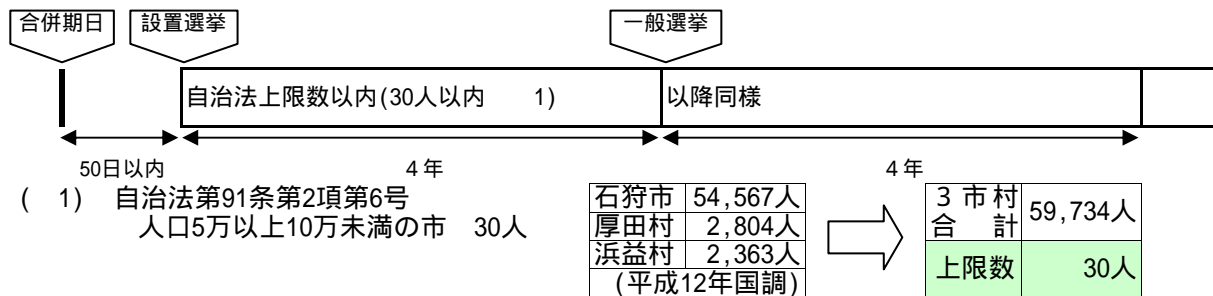 合併期日 設置選挙 一般選挙
自治法上限数以内(30人以内 1) 以降同様
50日以内 4年 4年
( 1) 自治法第91条第2項第6号
人口5万以上10万未満の市 30人
石狩市 54,567人
厚田村 2,804人
浜益村 2,363人
(平成12年国調)
3市村合計 59,734人
上限数 30人